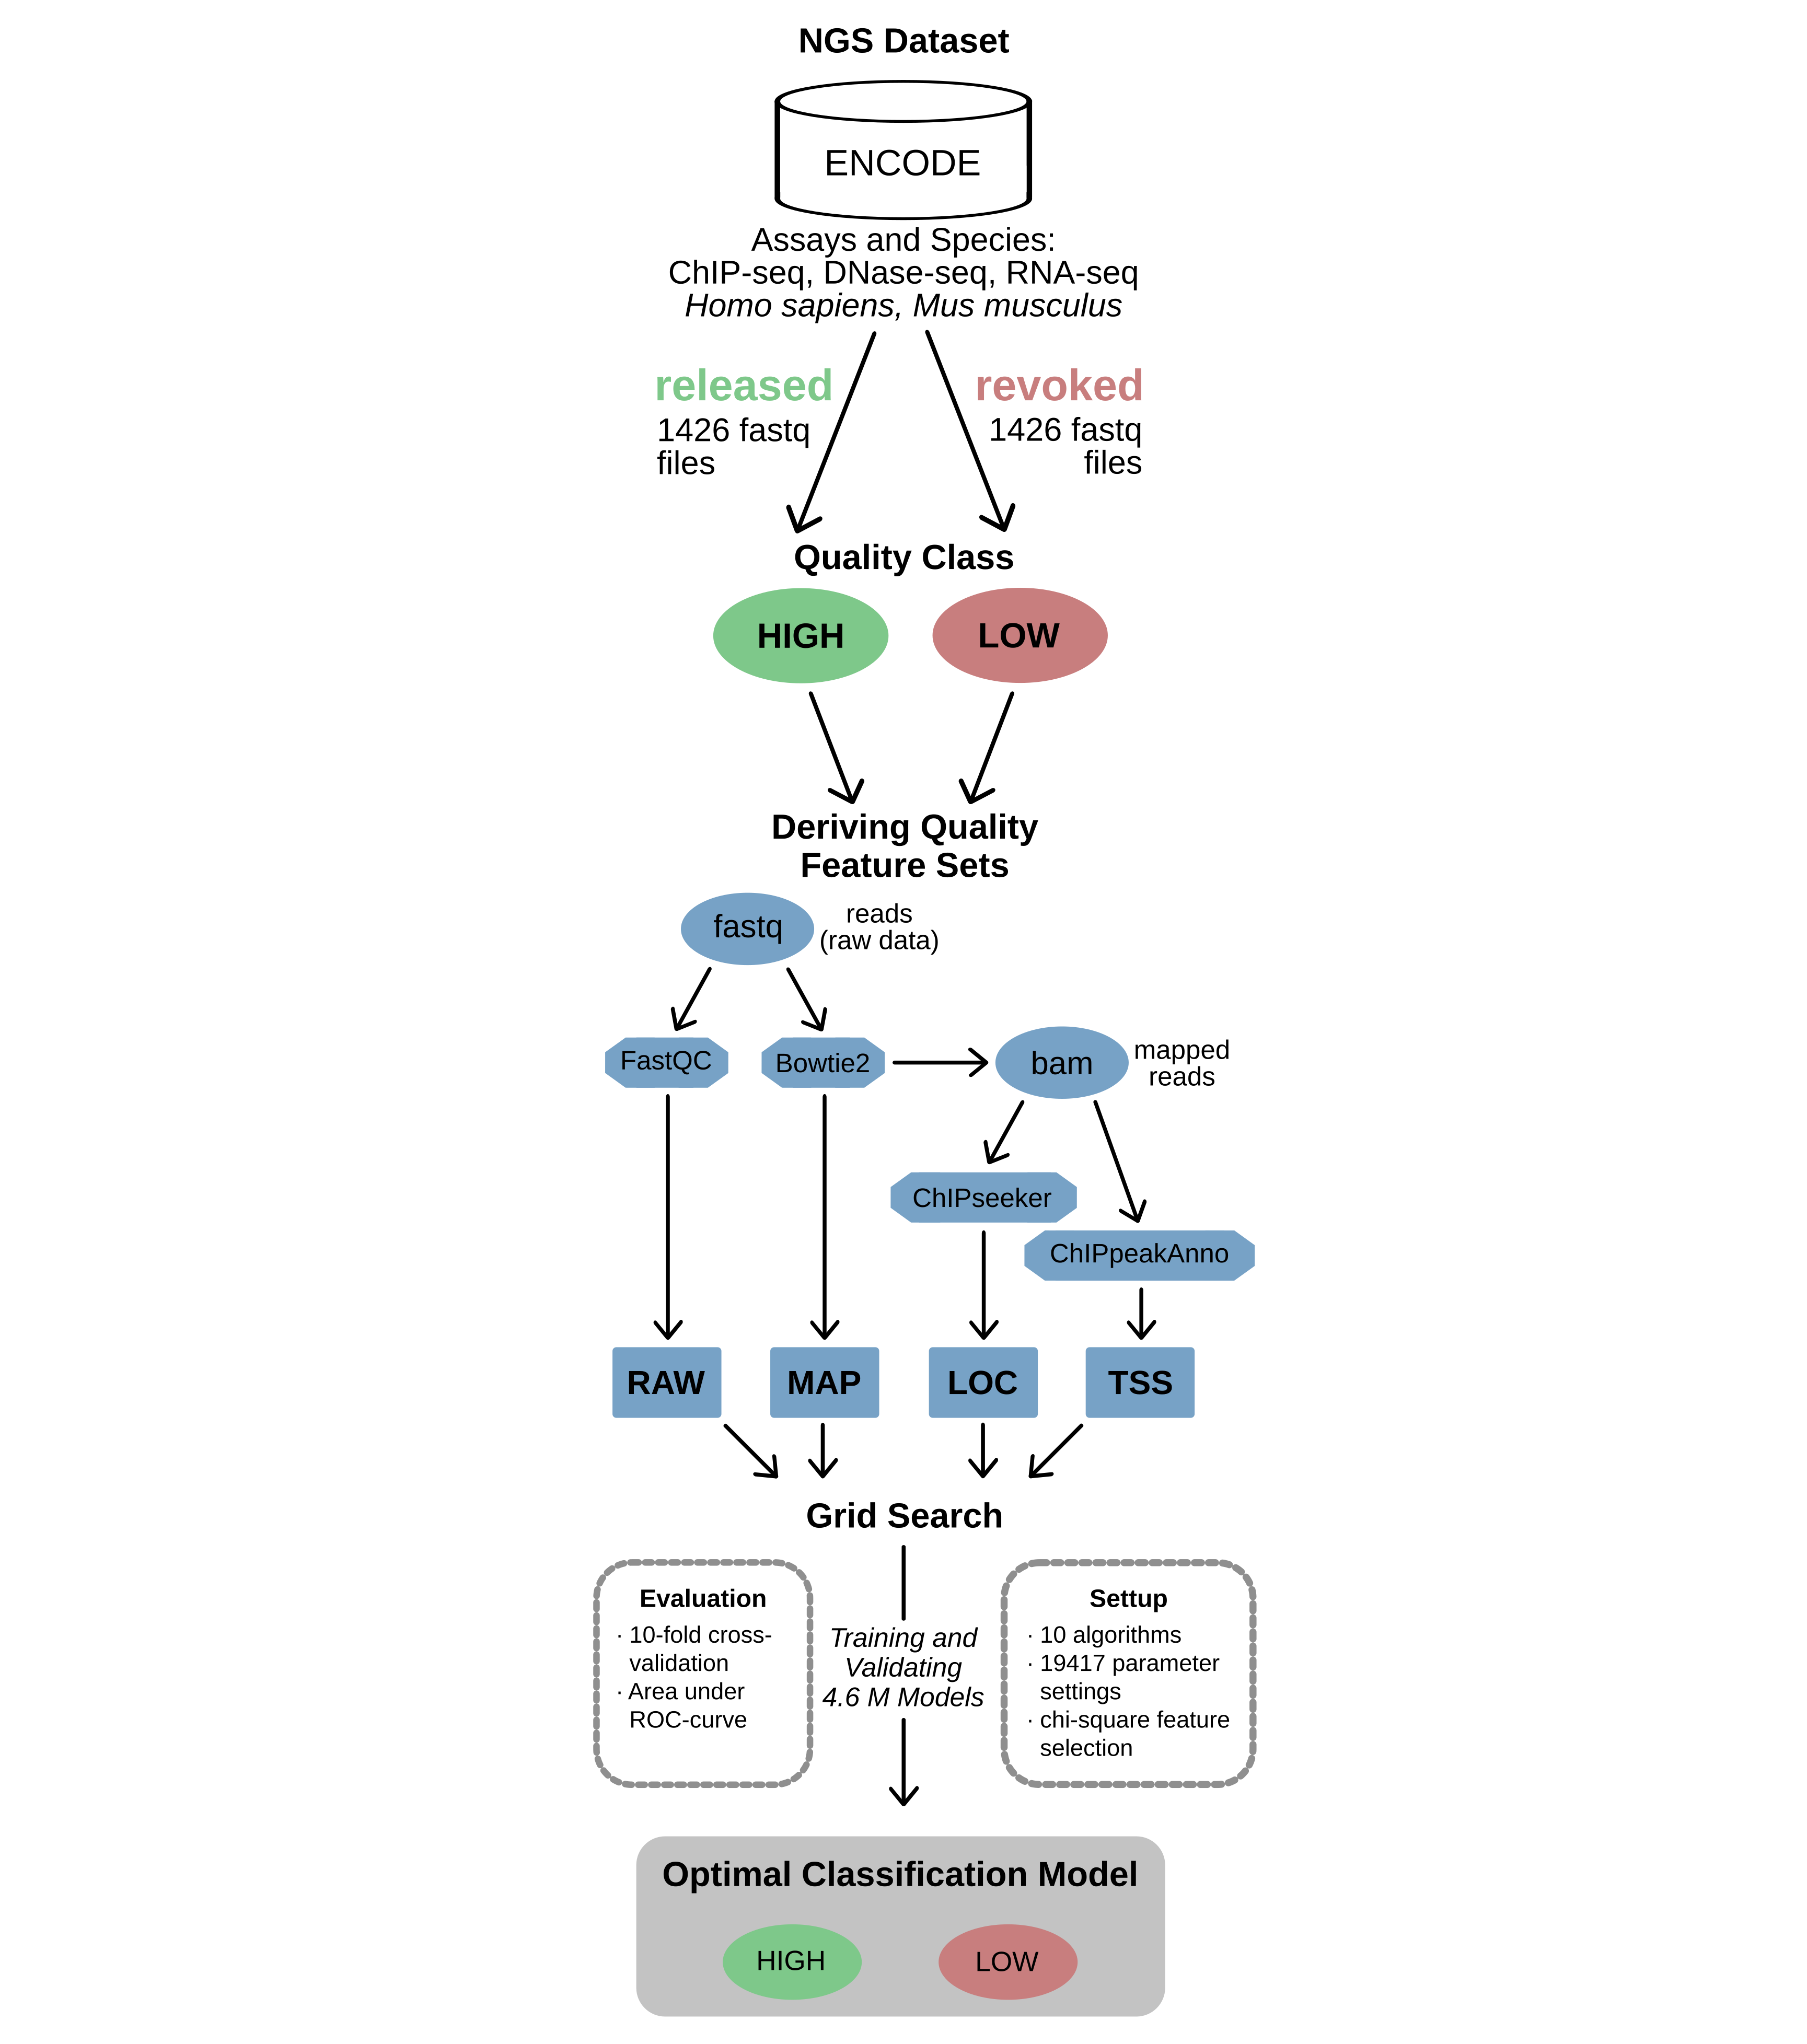 NGS Dataset
ENCODE
Assays and Species:
ChIP-seq, DNase-seq, RNA-seq
Homo sapiens, Mus musculus
released
1426 fastq
files
revoked
1426 fastq
files
Quality Class
HIGH
LOW
Deriving Quality
Feature Sets
fastq
reads
(raw data)
FastQC
Bowtie2
bam
mapped
reads
ChIPseeker
ChIPpeakAnno
RAW
MAP
LOC
TSS
Grid Search
Evaluation
· 10-fold cross-
validation
· Area under
ROC-curve
Training and
Validating
4.6 M Models
Settup
· 10 algorithms
· 19417 parameter
settings
· chi-square feature
selection
Optimal Classification Model
HIGH
LOW